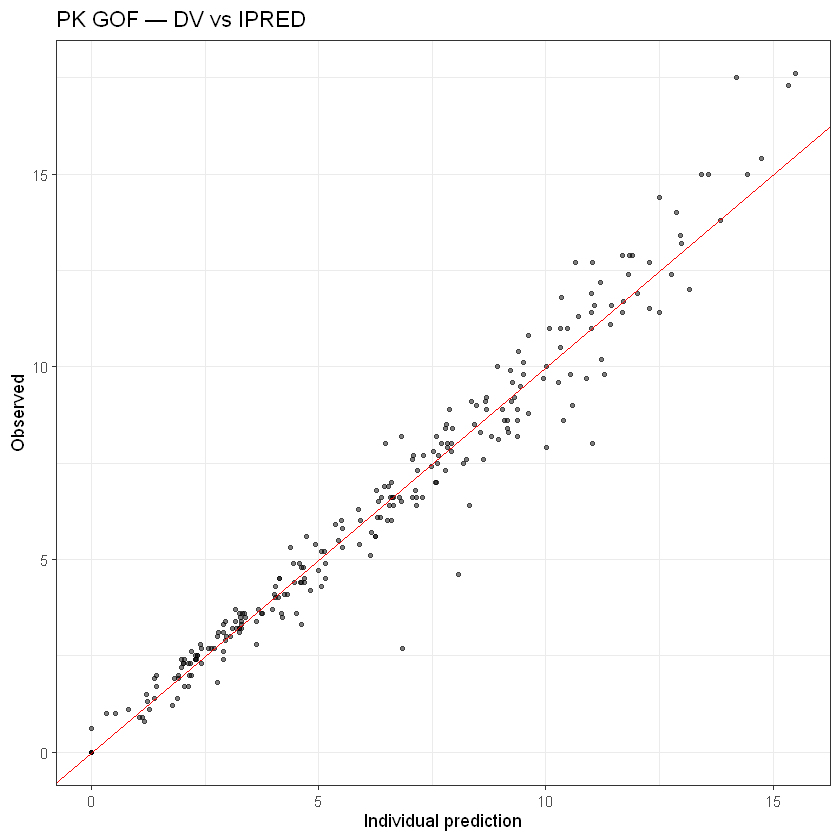 PK GOF — DV vs IPRED
15
10
5
0
Observed
0 5 10 15
Individual prediction